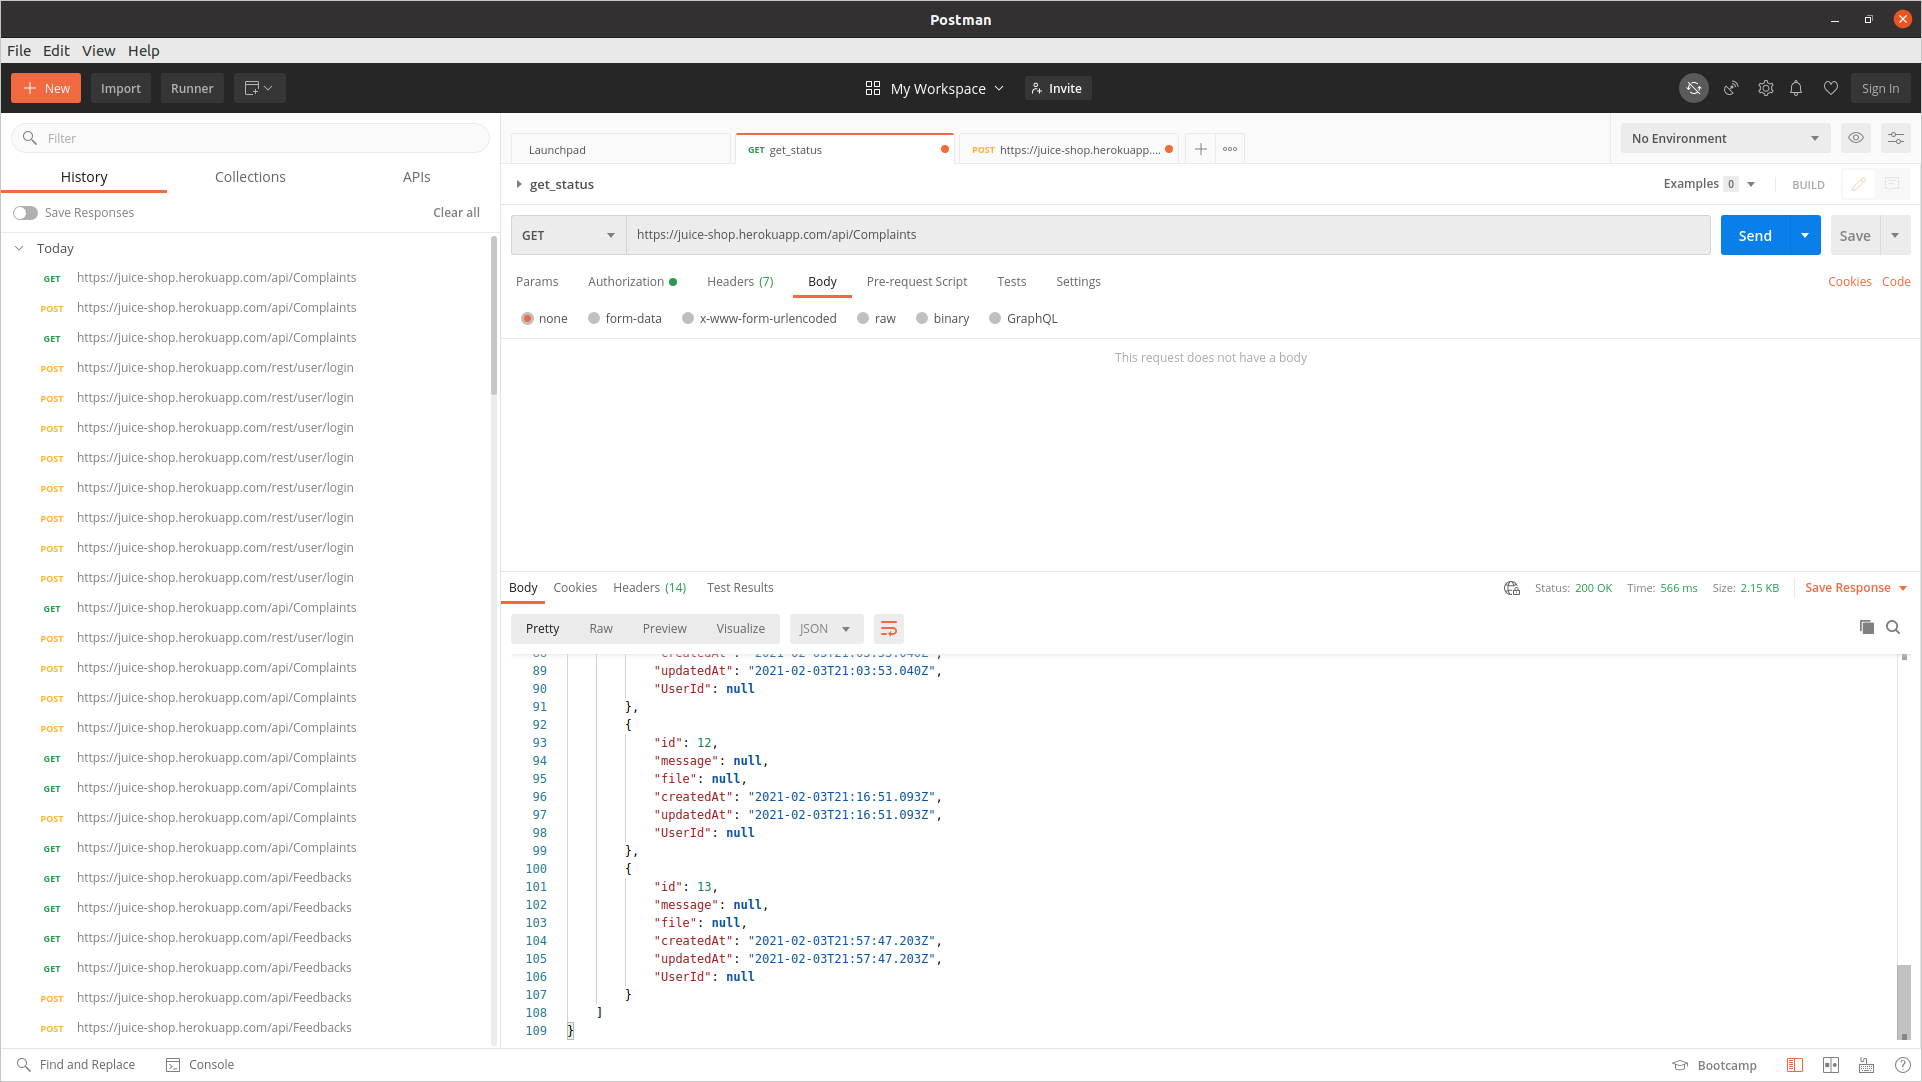 Postman
File Edit View Help
New Import Runner My Workspace Invite Sign In
Filter
History Collections APIs
Save Responses Clear all
Today
GET https://juice-shop.herokuapp.com/api/Complaints
POST https://juice-shop.herokuapp.com/api/Complaints
GET https://juice-shop.herokuapp.com/api/Complaints
POST https://juice-shop.herokuapp.com/rest/user/login
POST https://juice-shop.herokuapp.com/rest/user/login
POST https://juice-shop.herokuapp.com/rest/user/login
POST https://juice-shop.herokuapp.com/rest/user/login
POST https://juice-shop.herokuapp.com/rest/user/login
POST https://juice-shop.herokuapp.com/rest/user/login
POST https://juice-shop.herokuapp.com/rest/user/login
POST https://juice-shop.herokuapp.com/rest/user/login
GET https://juice-shop.herokuapp.com/api/Complaints
POST https://juice-shop.herokuapp.com/rest/user/login
POST https://juice-shop.herokuapp.com/api/Complaints
POST https://juice-shop.herokuapp.com/api/Complaints
POST https://juice-shop.herokuapp.com/api/Complaints
GET https://juice-shop.herokuapp.com/api/Complaints
GET https://juice-shop.herokuapp.com/api/Complaints
POST https://juice-shop.herokuapp.com/api/Complaints
GET https://juice-shop.herokuapp.com/api/Complaints
GET https://juice-shop.herokuapp.com/api/Feedbacks
GET https://juice-shop.herokuapp.com/api/Feedbacks
GET https://juice-shop.herokuapp.com/api/Feedbacks
GET https://juice-shop.herokuapp.com/api/Feedbacks
POST https://juice-shop.herokuapp.com/api/Feedbacks
POST https://juice-shop.herokuapp.com/api/Feedbacks
Launchpad GET get_status POST https://juice-shop.herokuapp.... No Environment
get_status Examples 0 BUILD
GET https://juice-shop.herokuapp.com/api/Complaints Send Save
Params Authorization Headers (7) Body Pre-request Script Tests Settings Cookies Code
none form-data x-www-form-urlencoded raw binary GraphQL
This request does not have a body
Body Cookies Headers (14) Test Results Status: 200 OK Time: 566 ms Size: 2.15 KB Save Response
Pretty Raw Preview Visualize JSON
88 "createdAt": "2021-02-03T21:03:53.040Z",
89 "updatedAt": "2021-02-03T21:03:53.040Z",
90 "UserId": null
91 },
92 {
93 "id": 12,
94 "message": null,
95 "file": null,
96 "createdAt": "2021-02-03T21:16:51.093Z",
97 "updatedAt": "2021-02-03T21:16:51.093Z",
98 "UserId": null
99 },
100 {
101 "id": 13,
102 "message": null,
103 "file": null,
104 "createdAt": "2021-02-03T21:57:47.203Z",
105 "updatedAt": "2021-02-03T21:57:47.203Z",
106 "UserId": null
107 }
108 ]
109 }
Find and Replace Console Bootcamp